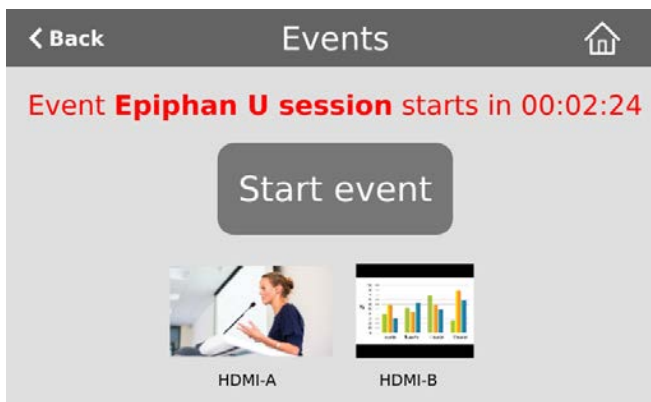 Back
Events
Event Epiphan U session starts in 00:02:24
Start event
HDMI-A
HDMI-B